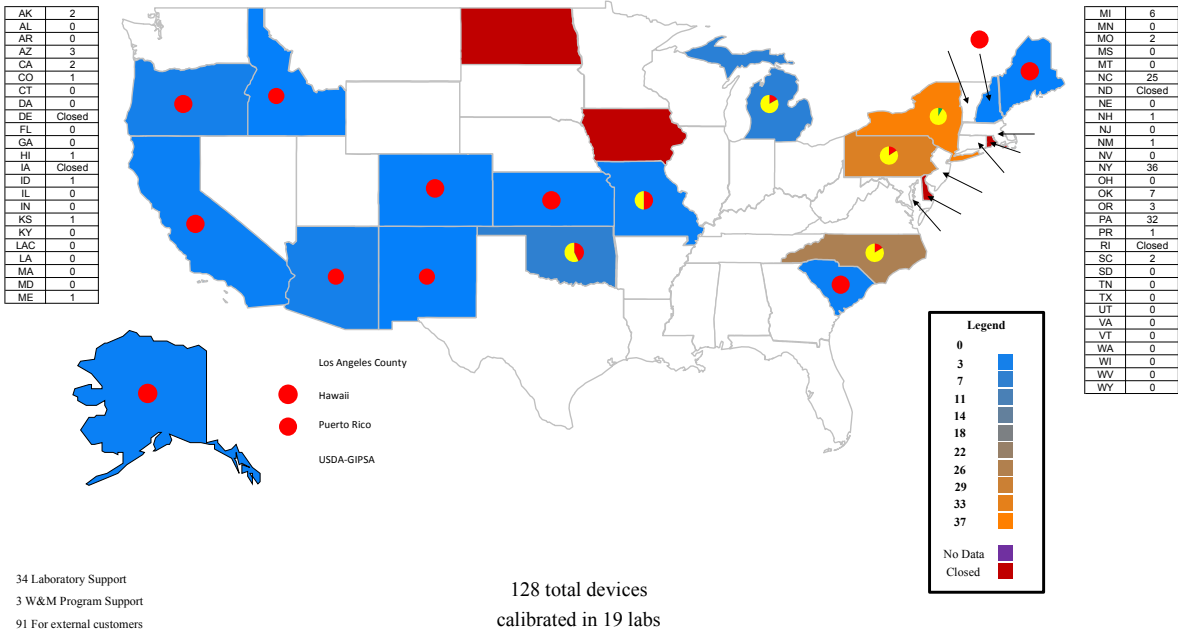 AK 2
AL 0
AR 0
AZ 3
CA 2
CO 1
CT 0
DA 0
DE Closed
FL 0
GA 0
HI 1
IA Closed
ID 1
IL 0
IN 0
KS 1
KY 0
LAC 0
LA 0
MA 0
MD 0
ME 1
MI 6
MN 0
MO 2
MS 0
MT 0
NC 25
ND Closed
NE 0
NH 1
NJ 0
NM 1
NV 0
NY 36
OH 0
OK 7
OR 3
PA 32
PR 1
RI Closed
SC 2
SD 0
TN 0
TX 0
UT 0
VA 0
VT 0
WA 0
WI 0
WV 0
WY 0
Los Angeles County
Hawaii
Puerto Rico
USDA-GIPSA
Legend
0
3
7
11
14
18
22
26
29
33
37
No Data
Closed
34 Laboratory Support
3 W&M Program Support
91 For external customers
128 total devices
calibrated in 19 labs